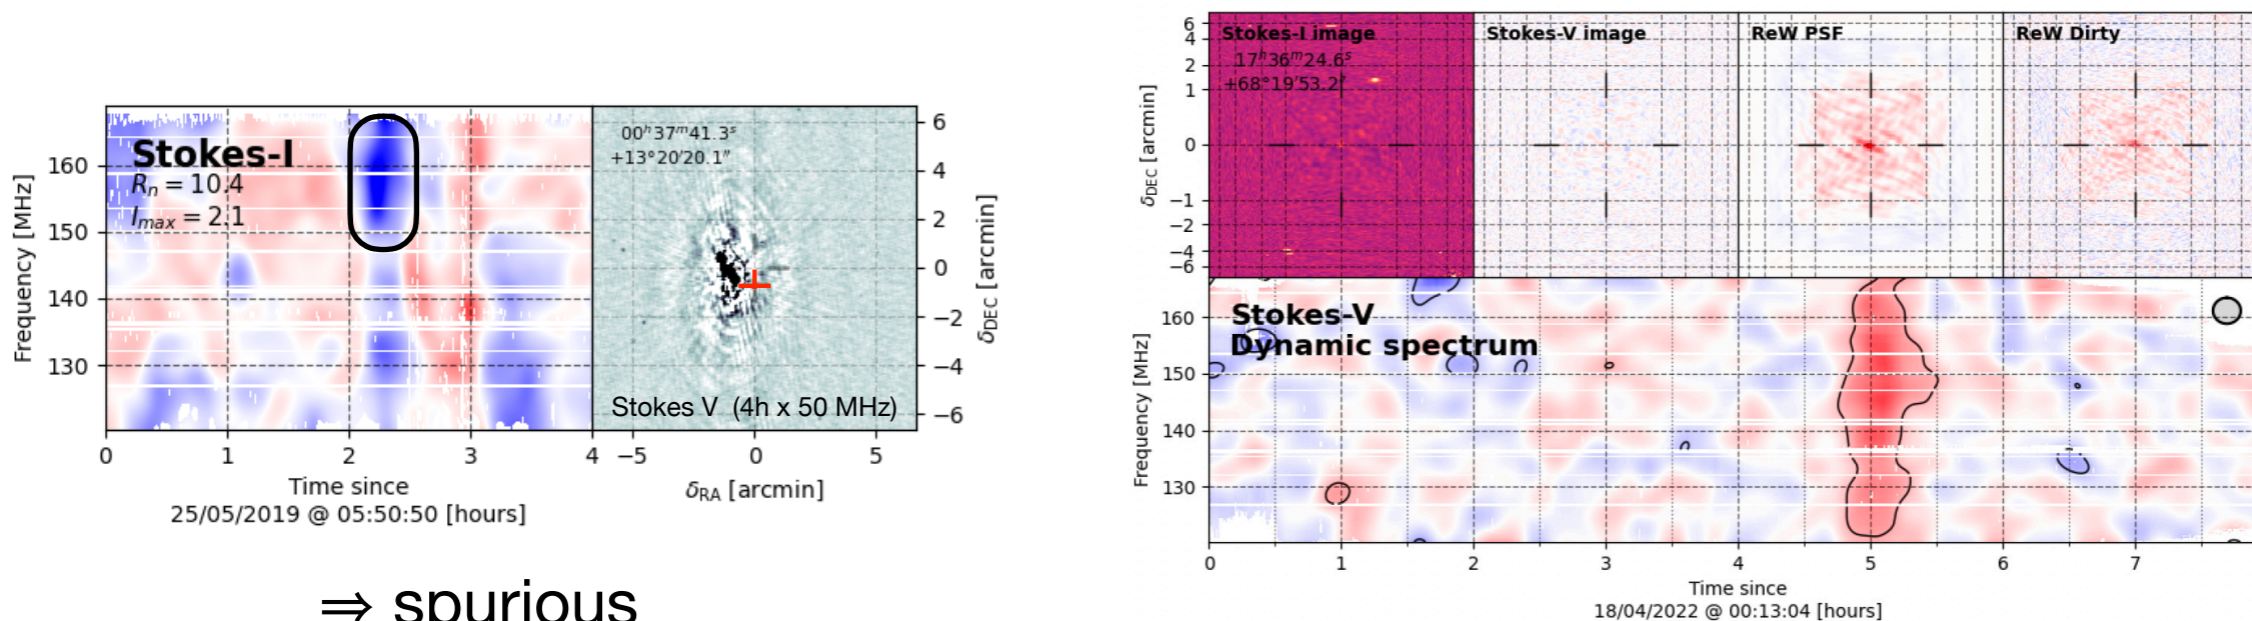 Stokes-I
Rₙ = 10.4
Iₘₐₓ = 2.1
160
150
140
130
Frequency [MHz]
0 1 2 3 4
Time since
25/05/2019 @ 05:50:50 [hours]
00ʰ37ᵐ41.3ˢ
+13°20′20.1″
Stokes V (4h x 50 MHz)
6
4
2
0
−2
−4
−6
δDEC [arcmin]
−5 0 5
δRA [arcmin]
⇒ spurious
Stokes-I image
17ʰ36ᵐ24.6ˢ
+68°19′53.2″
Stokes-V image
ReW PSF
ReW Dirty
6
4
2
1
0
−1
−2
−4
−6
δDEC [arcmin]
Stokes-V
Dynamic spectrum
160
150
140
130
Frequency [MHz]
0 1 2 3 4 5 6 7
Time since
18/04/2022 @ 00:13:04 [hours]